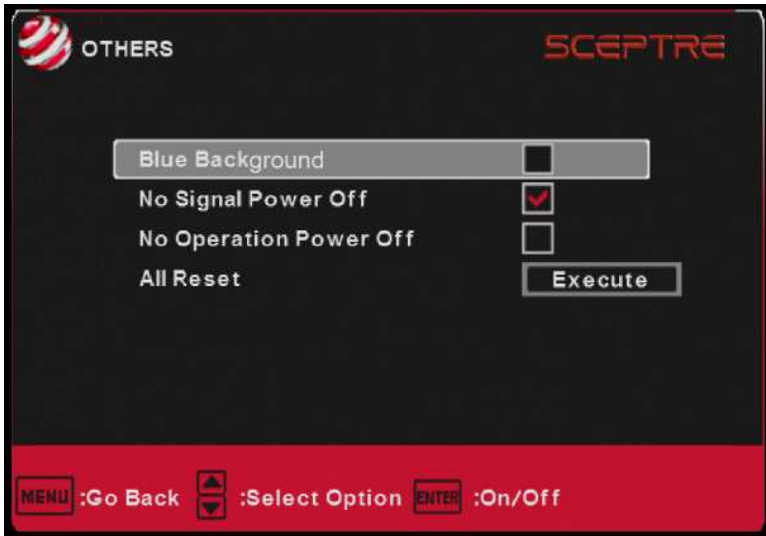 OTHERS SCEPTRE
Blue Background
No Signal Power Off
No Operation Power Off
All Reset Execute
MENU :Go Back :Select Option ENTER :On/Off